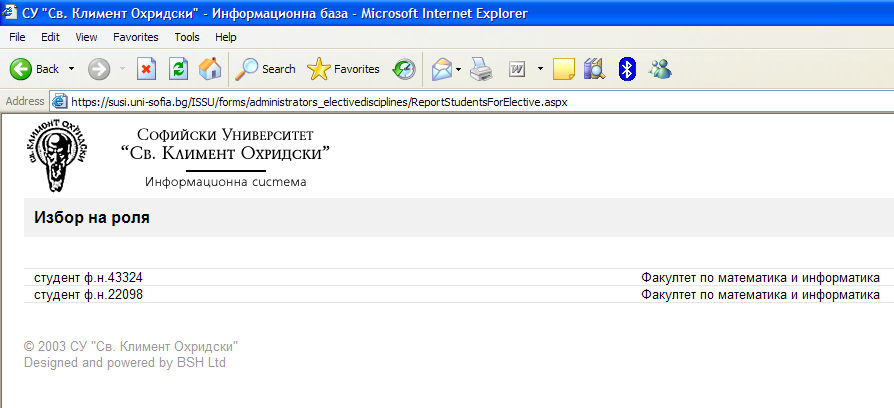 СУ "Св. Климент Охридски" - Информационна база - Microsoft Internet Explorer
File Edit View Favorites Tools Help
Back Search Favorites
Address https://susi.uni-sofia.bg/ISSU/forms/administrators_electivedisciplines/ReportStudentsForElective.aspx
СВ. КЛИМЕНТ ОХРИДСКИ
Софийски Университет
“Св. Климент Охридски”
Информационна система
Избор на роля
студент ф.н.43324 Факултет по математика и информатика
студент ф.н.22098 Факултет по математика и информатика
© 2003 СУ "Св. Климент Охридски"
Designed and powered by BSH Ltd